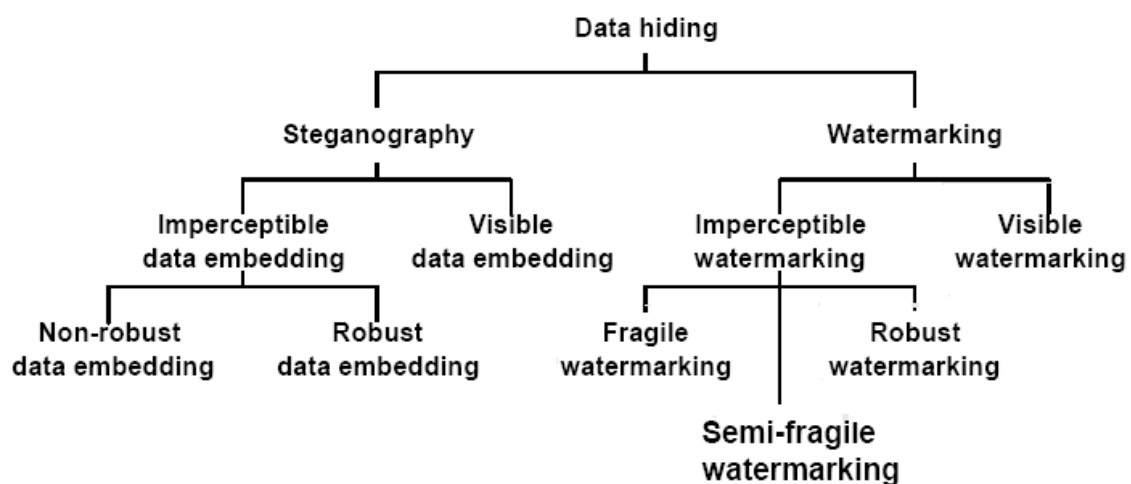 Data hiding
Steganography
Watermarking
Imperceptible
data embedding
Visible
data embedding
Imperceptible
watermarking
Visible
watermarking
Non-robust
data embedding
Robust
data embedding
Fragile
watermarking
Robust
watermarking
Semi-fragile
watermarking